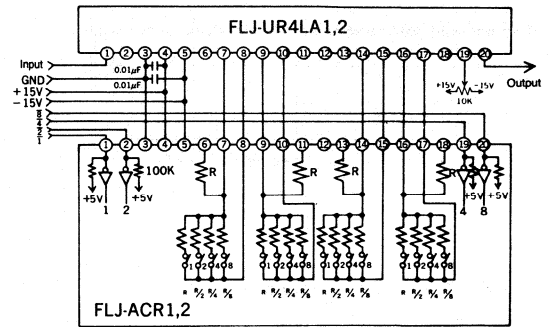 FLJ-UR4LA1,2
1 2 3 4 5 6 7 8 9 10 11 12 13 14 15 16 17 18 19 20
Input
0.01μF
GND
0.01μF
+15V
-15V
+15V -15V
10K
Output
8
4
2
1
1 2 3 4 5 6 7 8 9 10 11 12 13 14 15 16 17 18 19 20
100K
R R R R
+5V +5V +5V +5V
1 2 4 8
1 2 4 8 1 2 4 8 1 2 4 8 1 2 4 8
R R/2 R/4 R/8 R R/2 R/4 R/8 R R/2 R/4 R/8 R R/2 R/4 R/8
FLJ-ACR1,2